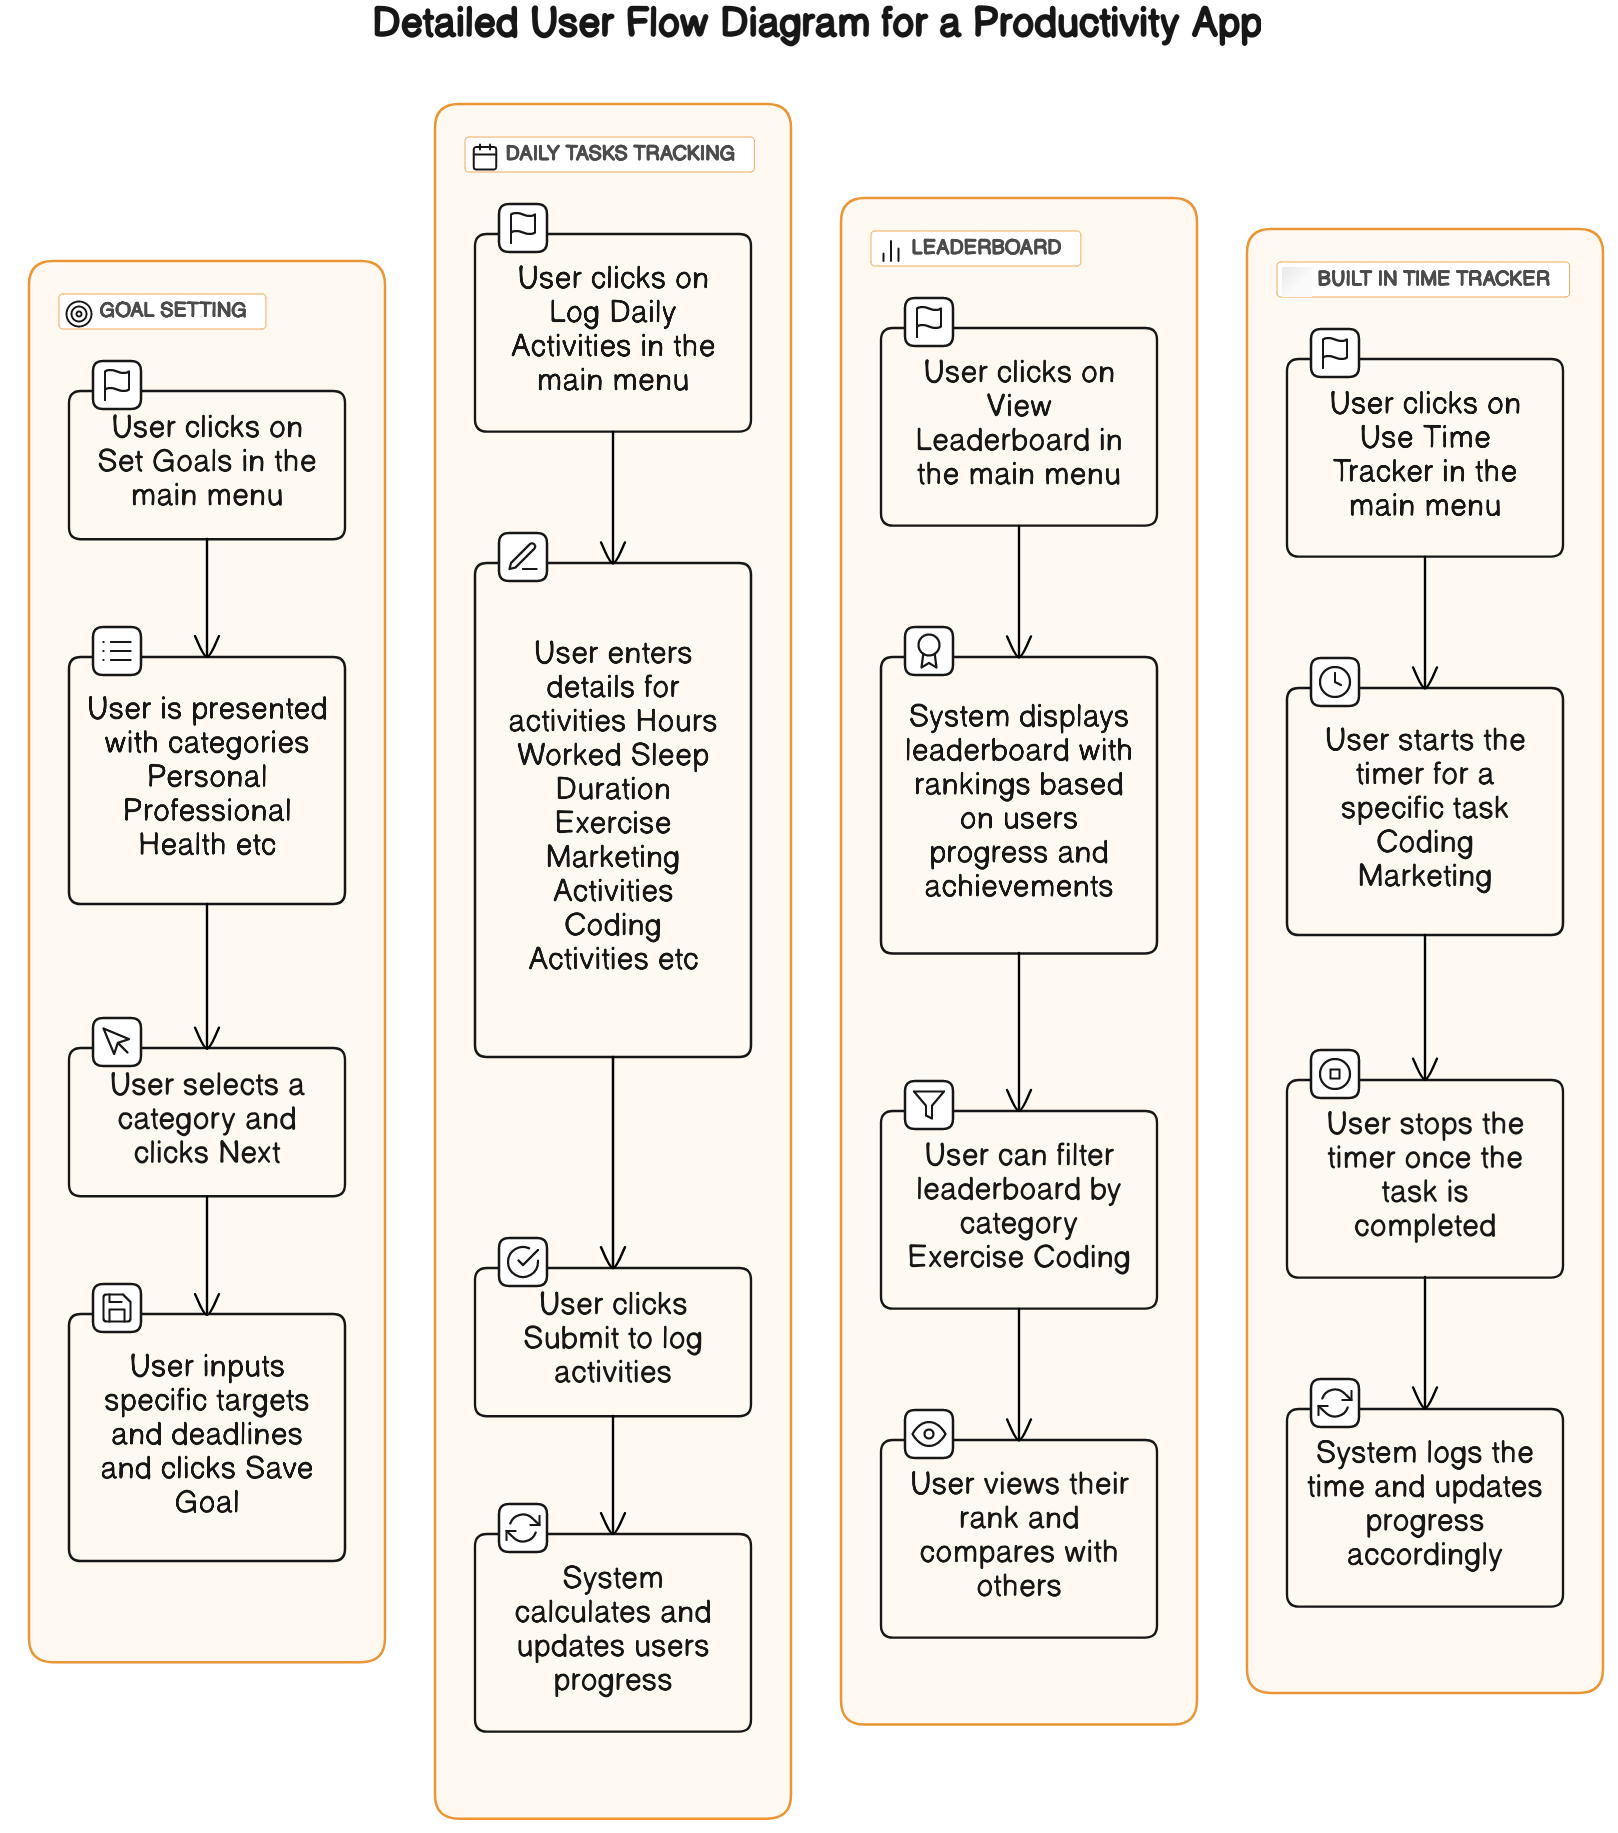 Detailed User Flow Diagram for a Productivity App
GOAL SETTING
User clicks on
Set Goals in the
main menu
User is presented
with categories
Personal
Professional
Health etc
User selects a
category and
clicks Next
User inputs
specific targets
and deadlines
and clicks Save
Goal
DAILY TASKS TRACKING
User clicks on
Log Daily
Activities in the
main menu
User enters
details for
activities Hours
Worked Sleep
Duration
Exercise
Marketing
Activities
Coding
Activities etc
User clicks
Submit to log
activities
System
calculates and
updates users
progress
LEADERBOARD
User clicks on
View
Leaderboard in
the main menu
System displays
leaderboard with
rankings based
on users
progress and
achievements
User can filter
leaderboard by
category
Exercise Coding
User views their
rank and
compares with
others
BUILT IN TIME TRACKER
User clicks on
Use Time
Tracker in the
main menu
User starts the
timer for a
specific task
Coding
Marketing
User stops the
timer once the
task is
completed
System logs the
time and updates
progress
accordingly